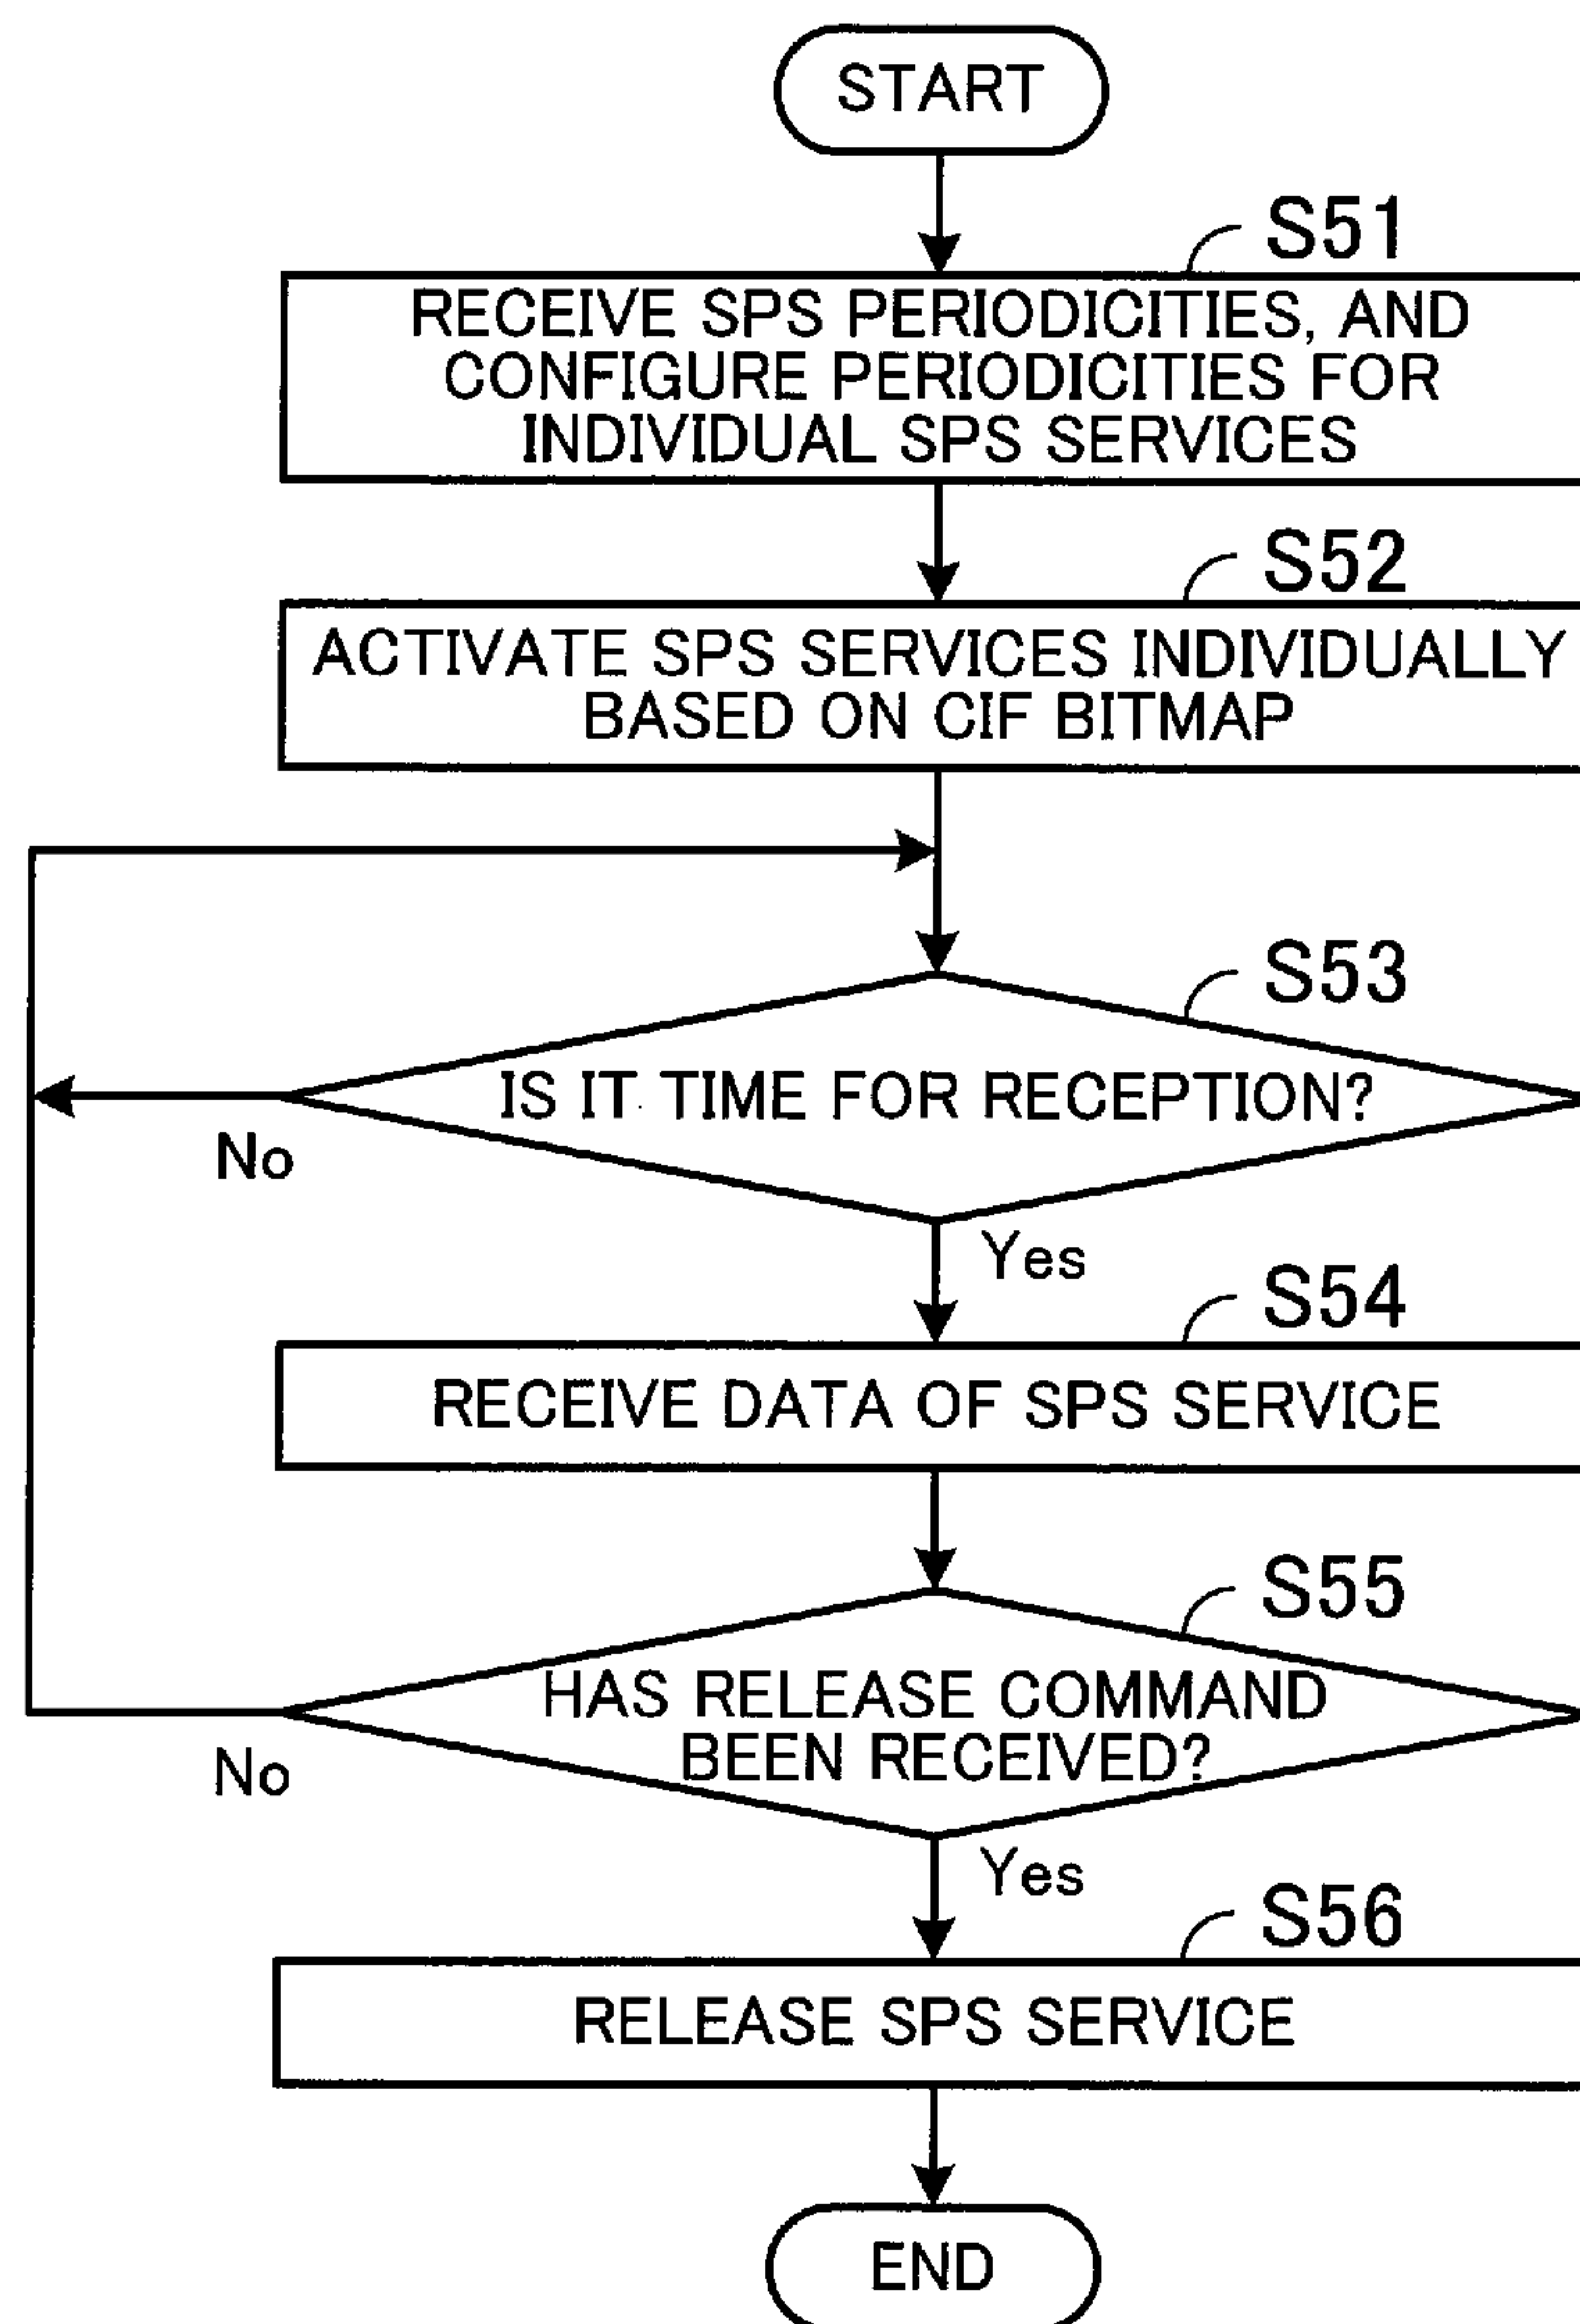 START
S51
RECEIVE SPS PERIODICITIES, AND
CONFIGURE PERIODICITIES FOR
INDIVIDUAL SPS SERVICES
S52
ACTIVATE SPS SERVICES INDIVIDUALLY
BASED ON CIF BITMAP
S53
IS IT TIME FOR RECEPTION?
No
Yes
S54
RECEIVE DATA OF SPS SERVICE
S55
HAS RELEASE COMMAND
BEEN RECEIVED?
No
Yes
S56
RELEASE SPS SERVICE
END